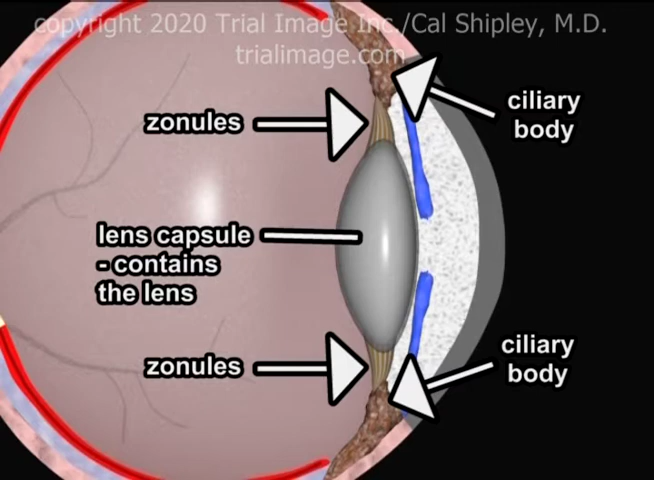 copyright 2020 Trial Image Inc./Cal Shipley, M.D.
trialimage.com
zonules
ciliary
body
lens capsule
- contains
the lens
zonules
ciliary
body